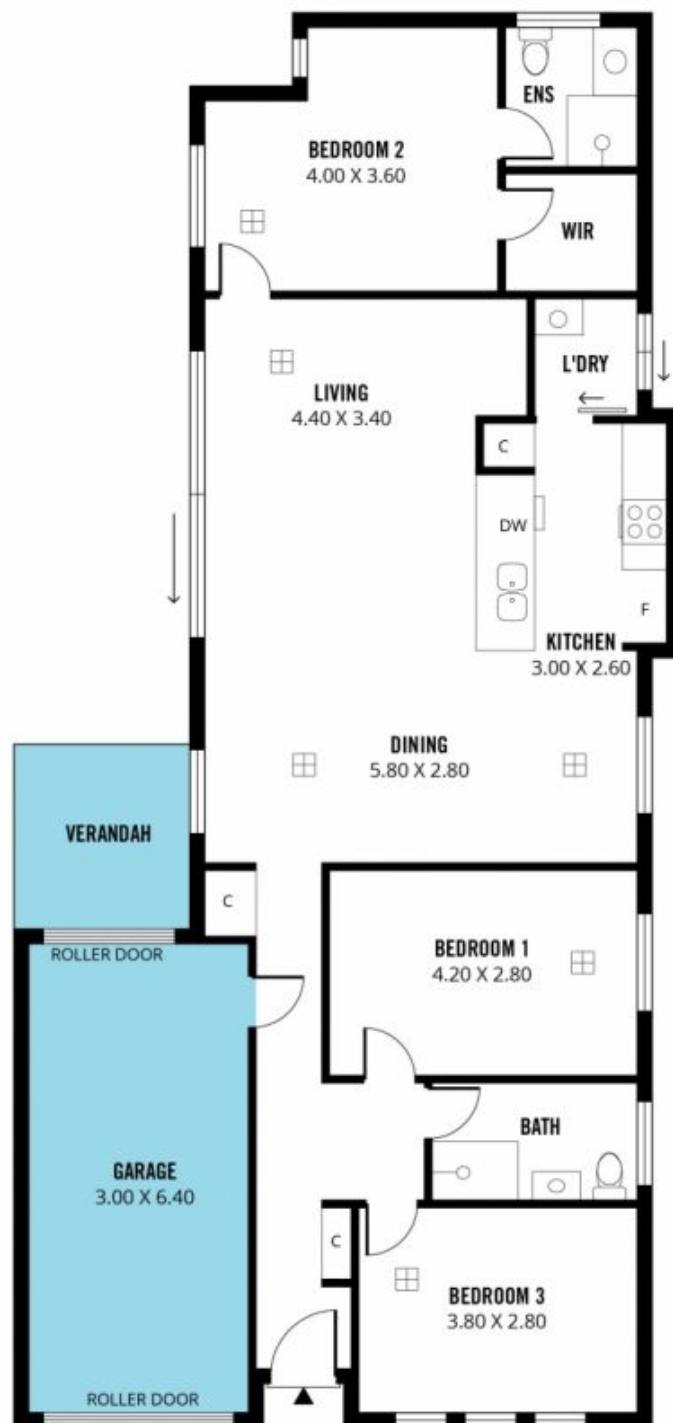 ENS
BEDROOM 2
4.00 X 3.60
WIR
L'DRY
LIVING
4.40 X 3.40
C
DW
F
KITCHEN
3.00 X 2.60
DINING
5.80 X 2.80
VERANDAH
C
ROLLER DOOR
BEDROOM 1
4.20 X 2.80
BATH
GARAGE
3.00 X 6.40
C
BEDROOM 3
3.80 X 2.80
ROLLER DOOR